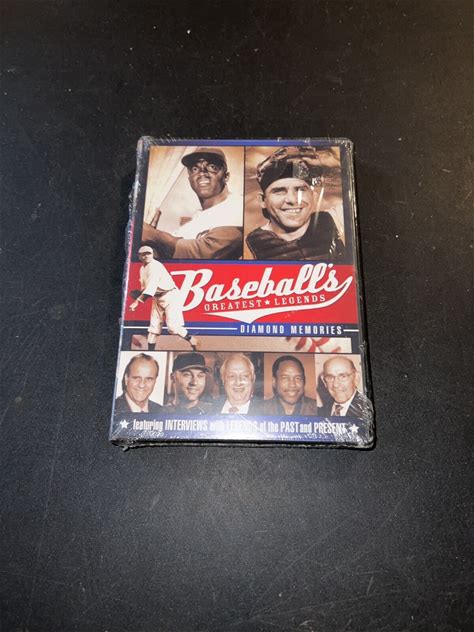 Baseball's
GREATEST ★ LEGENDS
DIAMOND MEMORIES
★ featuring INTERVIEWS with LEGENDS of the PAST and PRESENT ★